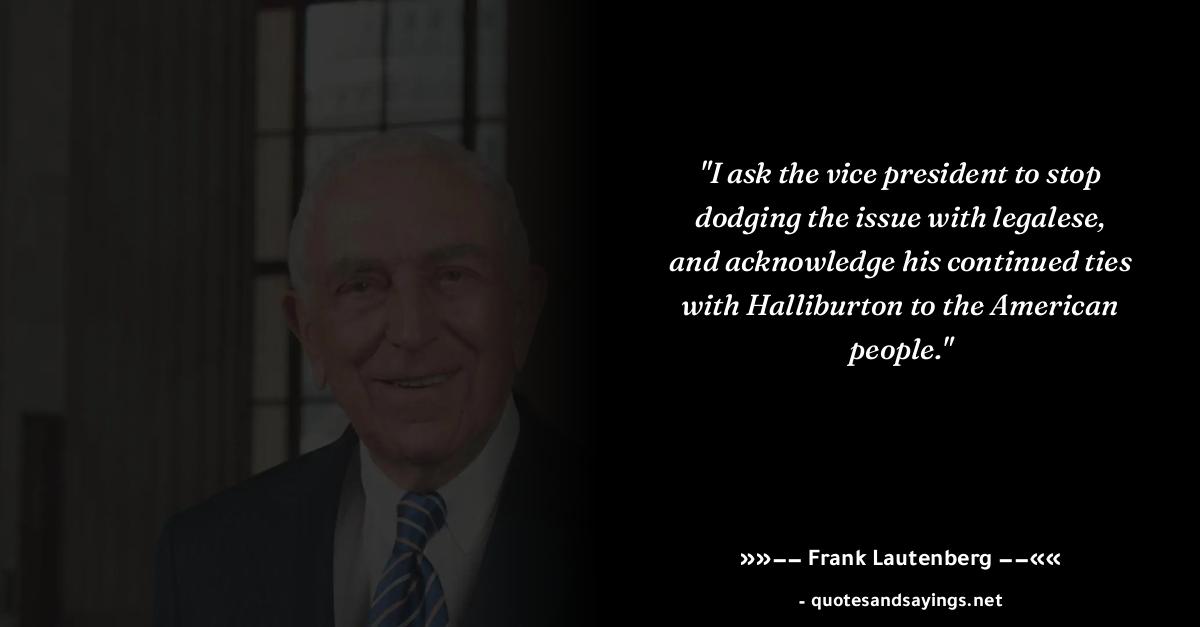 "I ask the vice president to stop
dodging the issue with legalese,
and acknowledge his continued ties
with Halliburton to the American
people."
»»–– Frank Lautenberg ––««
- quotesandsayings.net